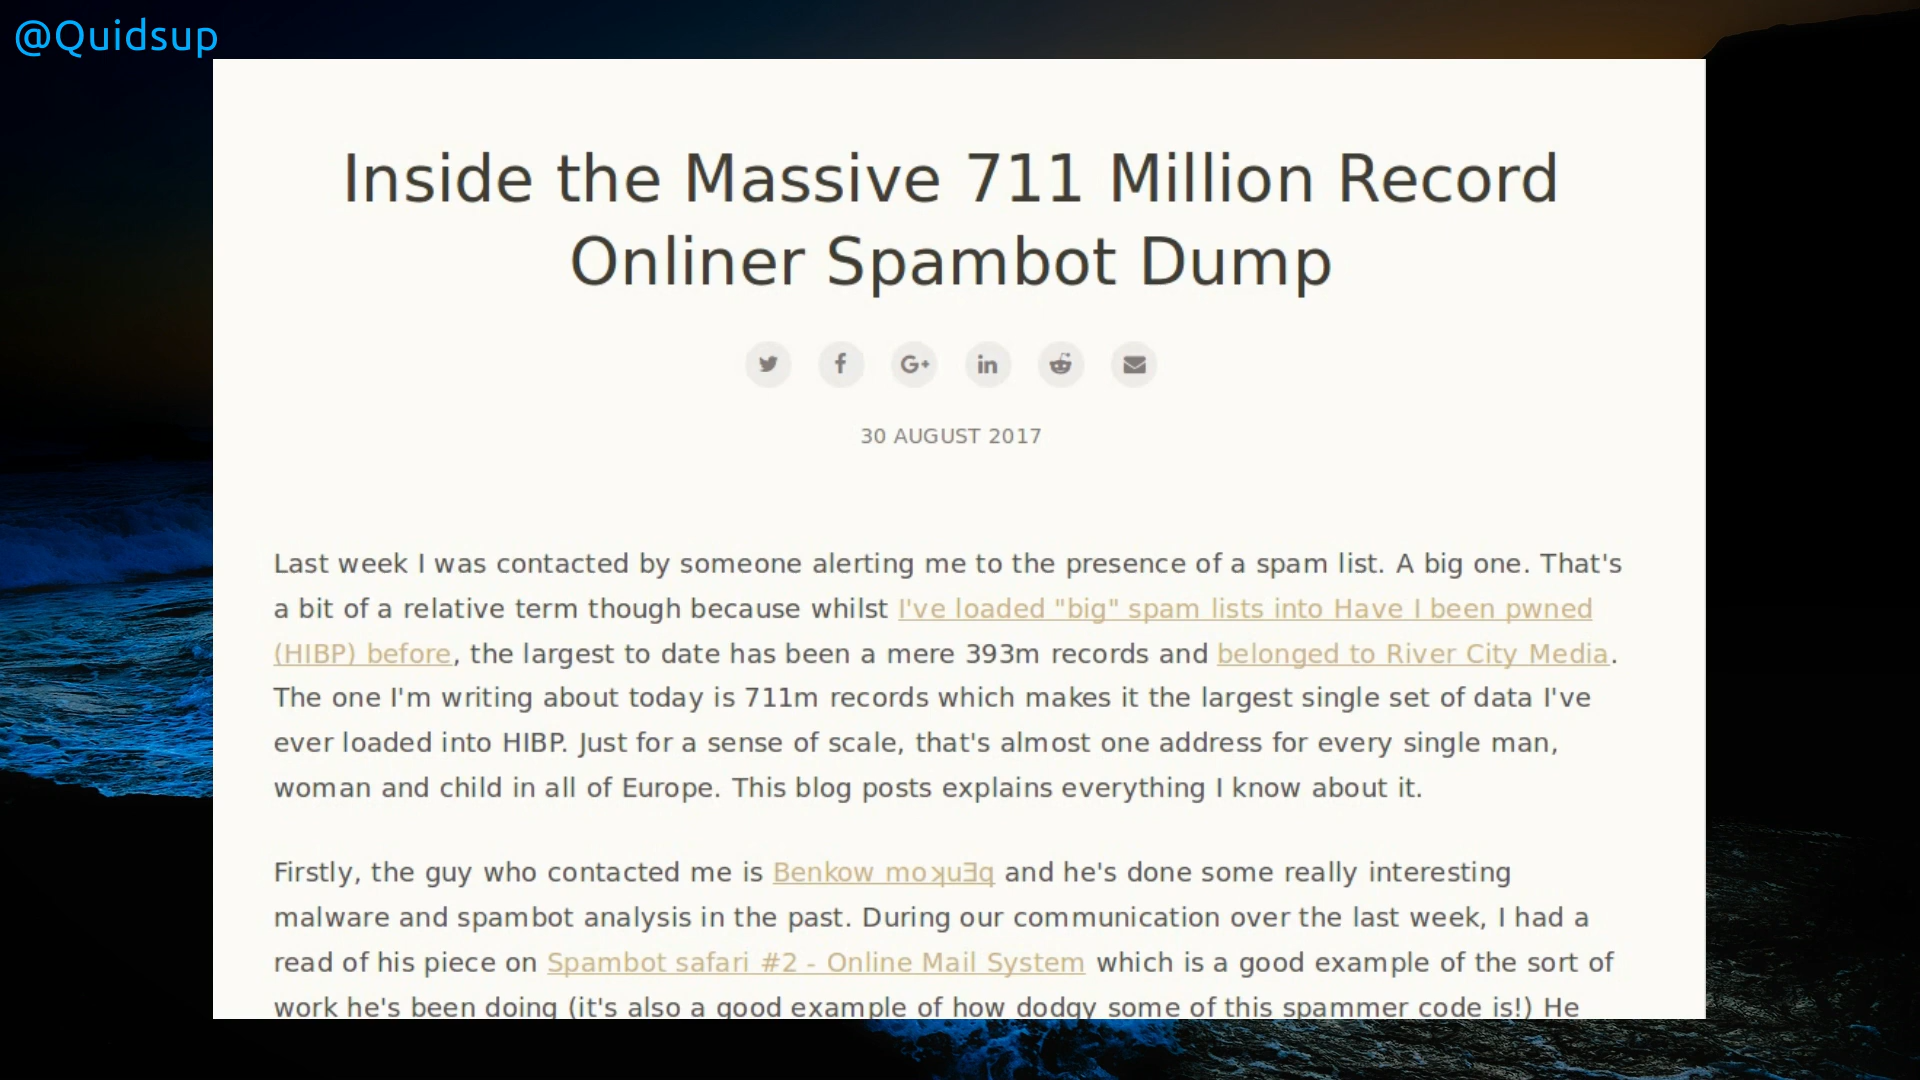 @Quidsup
Inside the Massive 711 Million Record
Onliner Spambot Dump
30 AUGUST 2017
Last week I was contacted by someone alerting me to the presence of a spam list. A big one. That's
a bit of a relative term though because whilst I've loaded "big" spam lists into Have I been pwned
(HIBP) before, the largest to date has been a mere 393m records and belonged to River City Media.
The one I'm writing about today is 711m records which makes it the largest single set of data I've
ever loaded into HIBP. Just for a sense of scale, that's almost one address for every single man,
woman and child in all of Europe. This blog posts explains everything I know about it.
Firstly, the guy who contacted me is Benkow moʞuƎq and he's done some really interesting
malware and spambot analysis in the past. During our communication over the last week, I had a
read of his piece on Spambot safari #2 - Online Mail System which is a good example of the sort of
work he's been doing (it's also a good example of how dodgy some of this spammer code is!) He